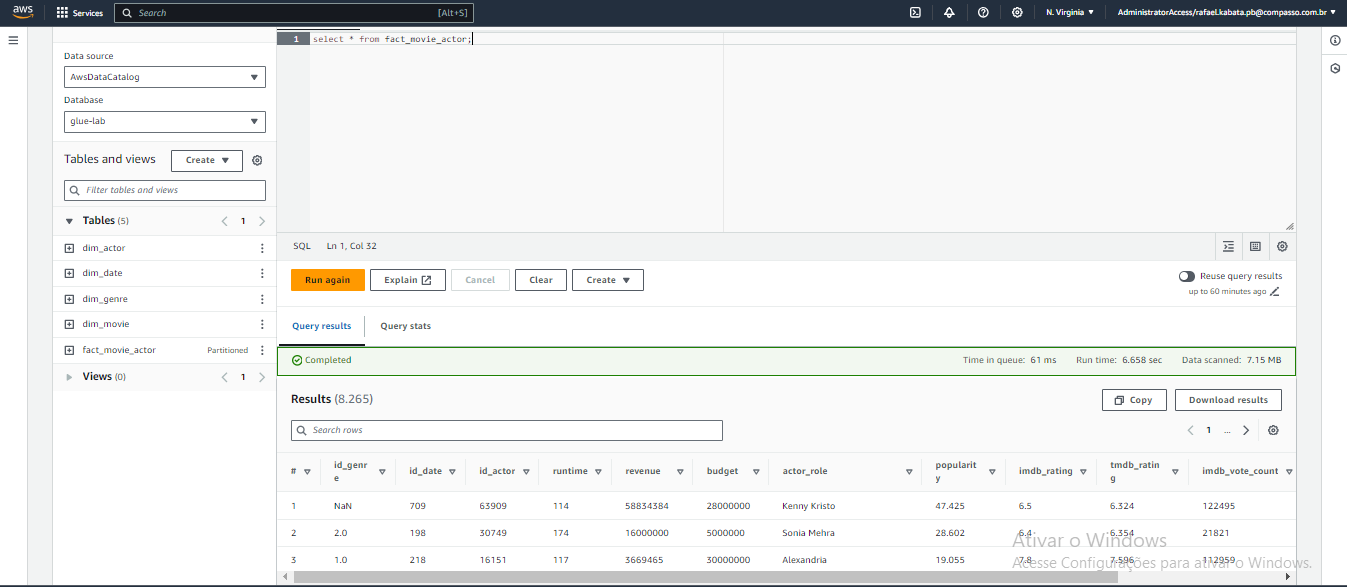 aws Services Search [Alt+S] N. Virginia AdministratorAccess/rafael.kabata.pb@compasso.com.br
Data source
AwsDataCatalog
Database
glue-lab
Tables and views Create
Filter tables and views
Tables (5) 1
dim_actor
dim_date
dim_genre
dim_movie
fact_movie_actor Partitioned
Views (0) 1
1 select * from fact_movie_actor;
SQL Ln 1, Col 32
Run again Explain Cancel Clear Create
Reuse query results
up to 60 minutes ago
Query results Query stats
Completed Time in queue: 61 ms Run time: 6.658 sec Data scanned: 7.15 MB
Results (8.265) Copy Download results
Search rows 1 ...
# id_genr
e id_date id_actor runtime revenue budget actor_role popularit
y imdb_rating tmdb_ratin
g imdb_vote_count
1 NaN 709 63909 114 58834384 28000000 Kenny Kristo 47.425 6.5 6.324 122495
2 2.0 198 30749 174 16000000 5000000 Sonia Mehra 28.602 6.4 6.354 21821
3 1.0 218 16151 117 3669465 30000000 Alexandria 19.055 7.8 7.596 112959
Ativar o Windows
Acesse Configurações para ativar o Windows.